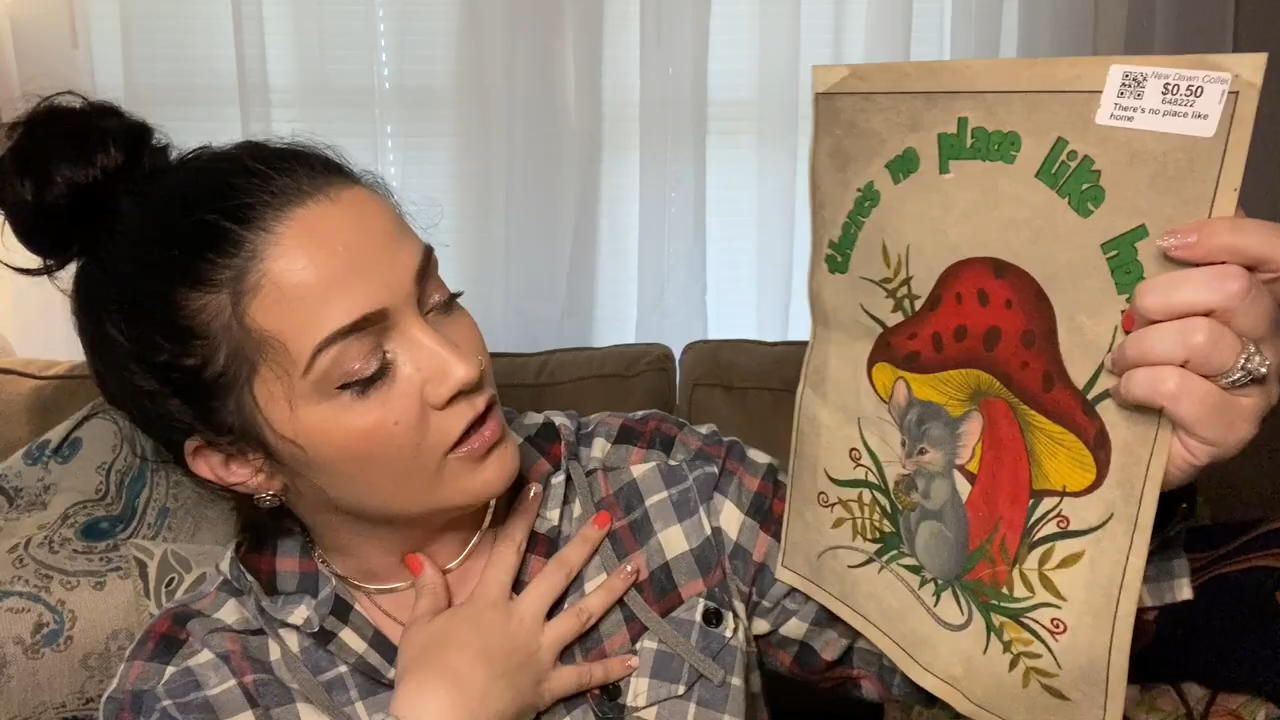 New Dawn Collec
$0.50
648222
There's no place like
home
there's no place like